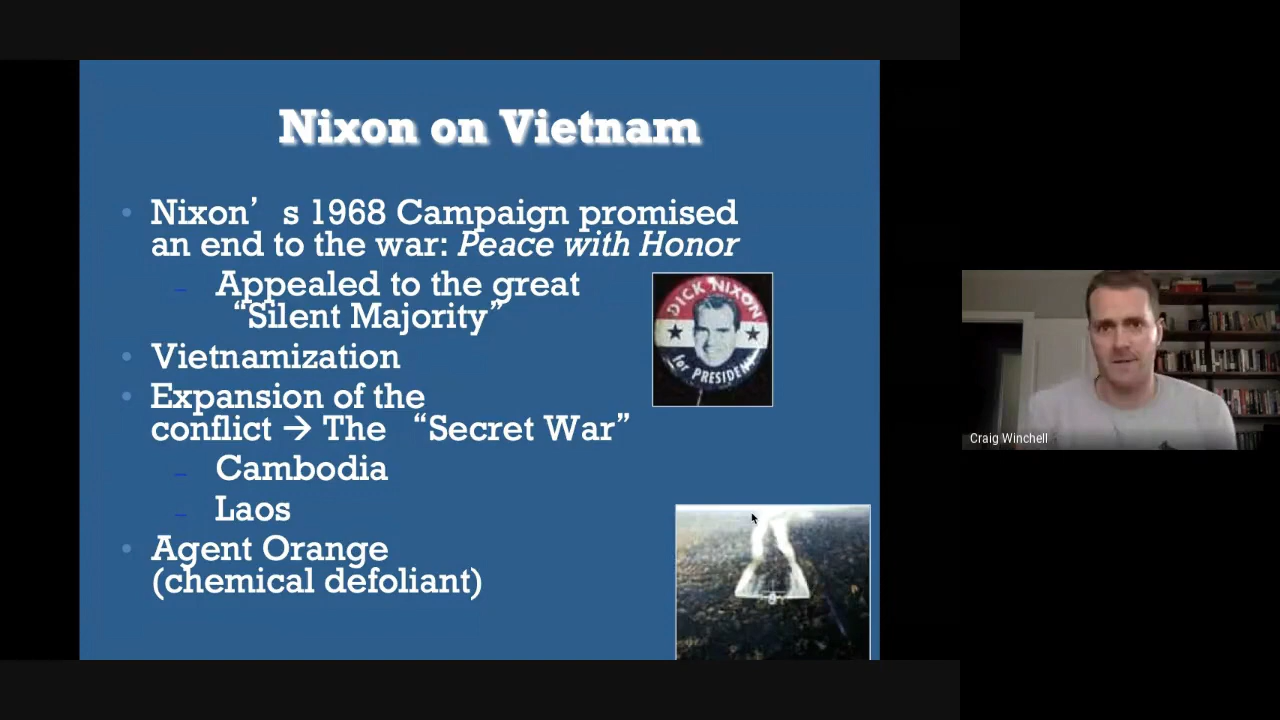 Nixon on Vietnam
• Nixon’ s 1968 Campaign promised
an end to the war: Peace with Honor
– Appealed to the great
“Silent Majority”
• Vietnamization
• Expansion of the
conflict → The “Secret War”
– Cambodia
– Laos
• Agent Orange
(chemical defoliant)
DICK NIXON
for PRESIDENT
Craig Winchell